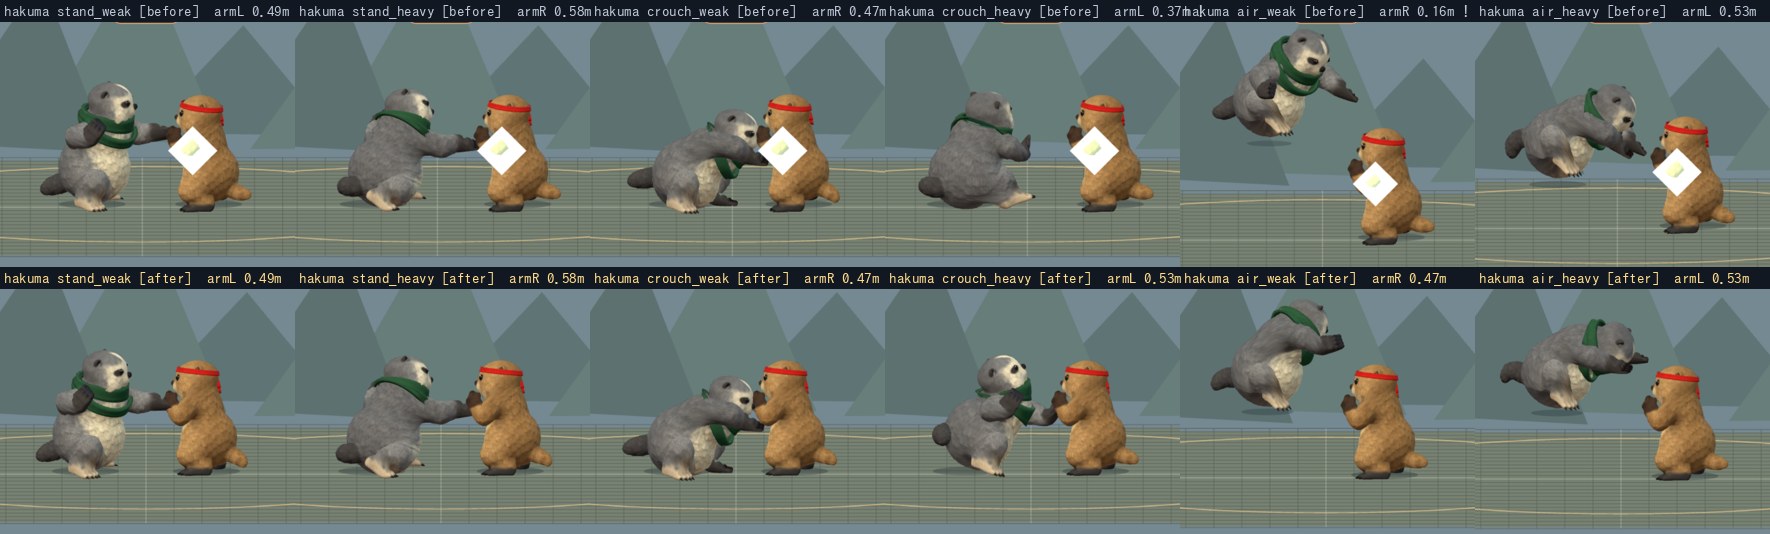 hakuma stand_weak [before] armL 0.49m
hakuma stand_heavy [before] armR 0.58m
hakuma crouch_weak [before] armR 0.47m
hakuma crouch_heavy [before] armL 0.37m !
hakuma air_weak [before] armR 0.16m !
hakuma air_heavy [before] armL 0.53m
hakuma stand_weak [after] armL 0.49m
hakuma stand_heavy [after] armR 0.58m
hakuma crouch_weak [after] armR 0.47m
hakuma crouch_heavy [after] armL 0.53m
hakuma air_weak [after] armR 0.47m
hakuma air_heavy [after] armL 0.53m